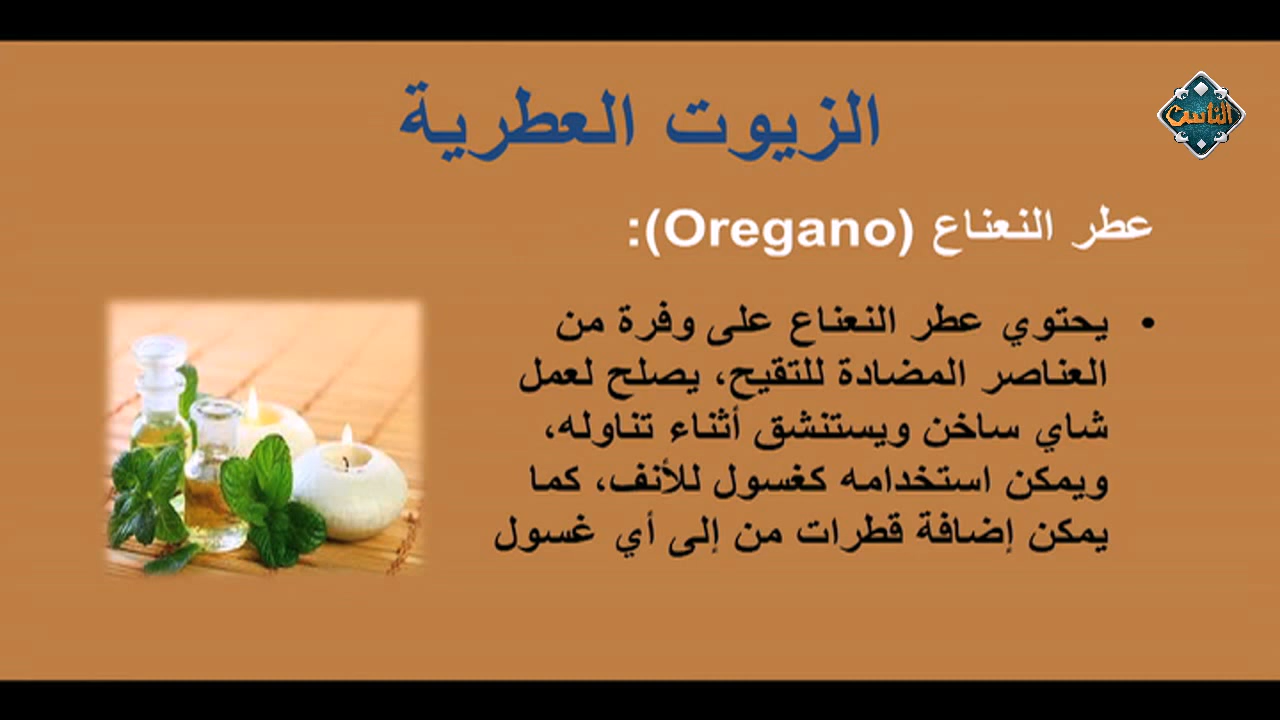 الزيوت العطرية
الناس
عطر النعناع (Oregano):
• يحتوي عطر النعناع على وفرة من
العناصر المضادة للتقيح، يصلح لعمل
شاي ساخن ويستنشق أثناء تناوله،
ويمكن استخدامه كغسول للأنف، كما
يمكن إضافة قطرات من إلى أي غسول